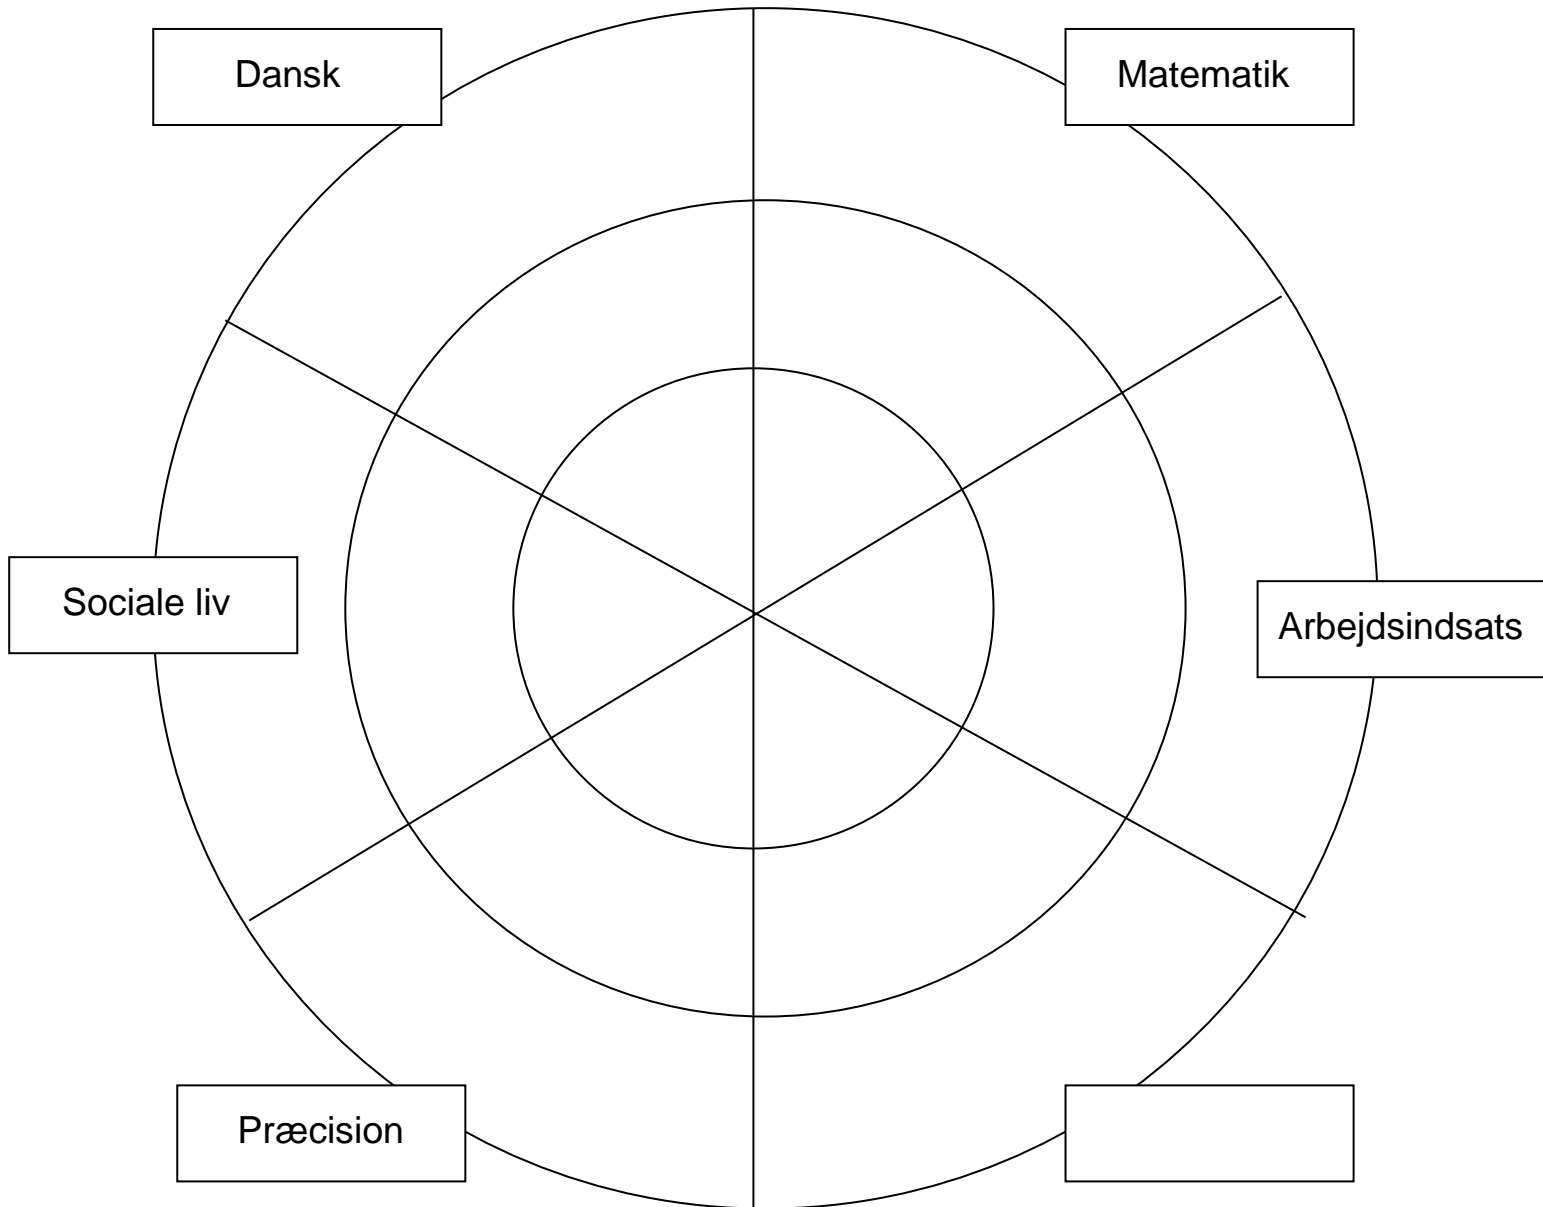 Dansk
Matematik
Sociale liv
Arbejdsindsats
Præcision